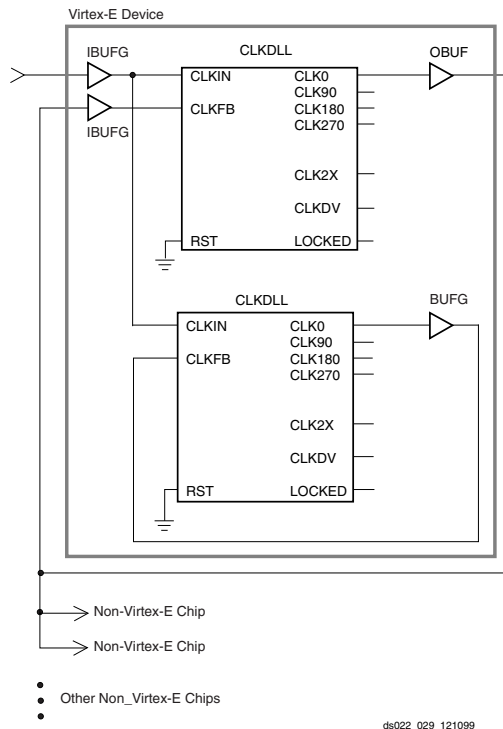 Virtex-E Device
IBUFG
CLKDLL
OBUF
CLKIN
CLK0
CLK90
CLKFB
CLK180
CLK270
IBUFG
CLK2X
CLKDV
RST
LOCKED
CLKDLL
BUFG
CLKIN
CLK0
CLK90
CLKFB
CLK180
CLK270
CLK2X
CLKDV
RST
LOCKED
Non-Virtex-E Chip
Non-Virtex-E Chip
Other Non_Virtex-E Chips
ds022_029_121099